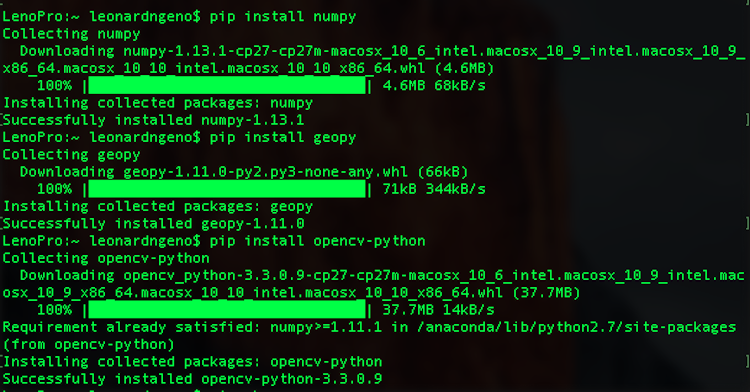 LenoPro:~ leonardngeno$ pip install numpy
Collecting numpy
Downloading numpy-1.13.1-cp27-cp27m-macosx_10_6_intel.macosx_10_9_intel.macosx_10_9_
x86_64.macosx_10_10_intel.macosx_10_10_x86_64.whl (4.6MB)
100% |████████████████████████████████| 4.6MB 68kB/s
Installing collected packages: numpy
Successfully installed numpy-1.13.1
LenoPro:~ leonardngeno$ pip install geopy
Collecting geopy
Downloading geopy-1.11.0-py2.py3-none-any.whl (66kB)
100% |████████████████████████████████| 71kB 344kB/s
Installing collected packages: geopy
Successfully installed geopy-1.11.0
LenoPro:~ leonardngeno$ pip install opencv-python
Collecting opencv-python
Downloading opencv_python-3.3.0.9-cp27-cp27m-macosx_10_6_intel.macosx_10_9_intel.mac
osx_10_9_x86_64.macosx_10_10_intel.macosx_10_10_x86_64.whl (37.7MB)
100% |████████████████████████████████| 37.7MB 14kB/s
Requirement already satisfied: numpy>=1.11.1 in /anaconda/lib/python2.7/site-packages
(from opencv-python)
Installing collected packages: opencv-python
Successfully installed opencv-python-3.3.0.9